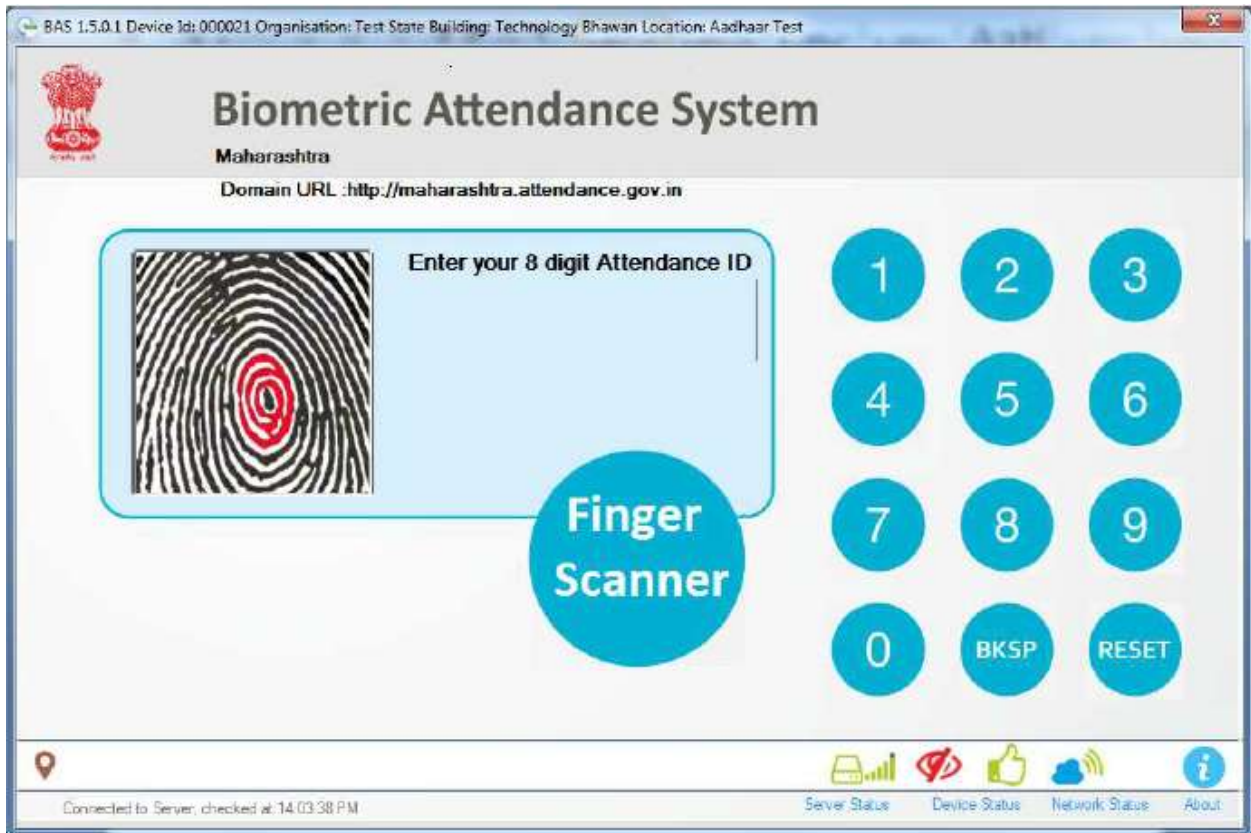 BAS 1.5.0.1 Device Id: 000021 Organisation: Test State Building: Technology Bhawan Location: Aadhaar Test
Biometric Attendance System
Maharashtra
Domain URL :http://maharashtra.attendance.gov.in
Enter your 8 digit Attendance ID
1 2 3
4 5 6
Finger
Scanner
7 8 9
0 BKSP RESET
Server Status Device Status Network Status About
Connected to Server, checked at 14:03:38 PM